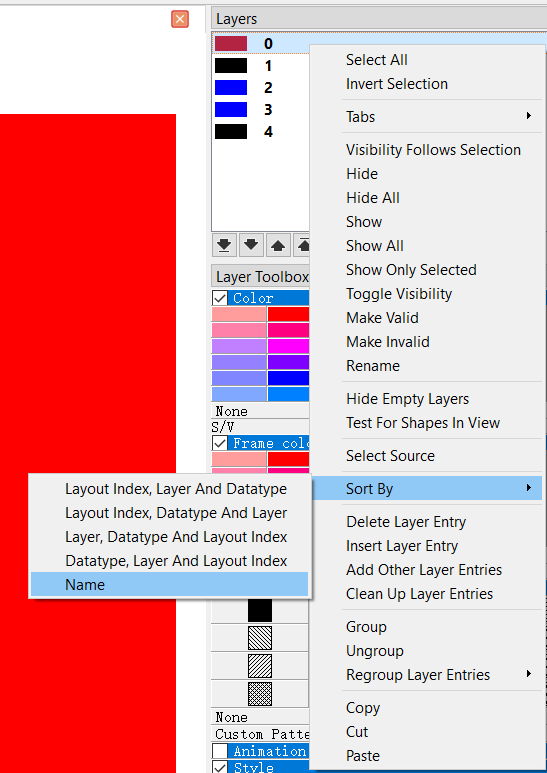 Layers
0
1
2
3
4
Layer Toolbox
Color
None
S/V
Frame colo
None
Custom Patte
Animation
Style
Select All
Invert Selection
Tabs
Visibility Follows Selection
Hide
Hide All
Show
Show All
Show Only Selected
Toggle Visibility
Make Valid
Make Invalid
Rename
Hide Empty Layers
Test For Shapes In View
Select Source
Sort By
Delete Layer Entry
Insert Layer Entry
Add Other Layer Entries
Clean Up Layer Entries
Group
Ungroup
Regroup Layer Entries
Copy
Cut
Paste
Layout Index, Layer And Datatype
Layout Index, Datatype And Layer
Layer, Datatype And Layout Index
Datatype, Layer And Layout Index
Name